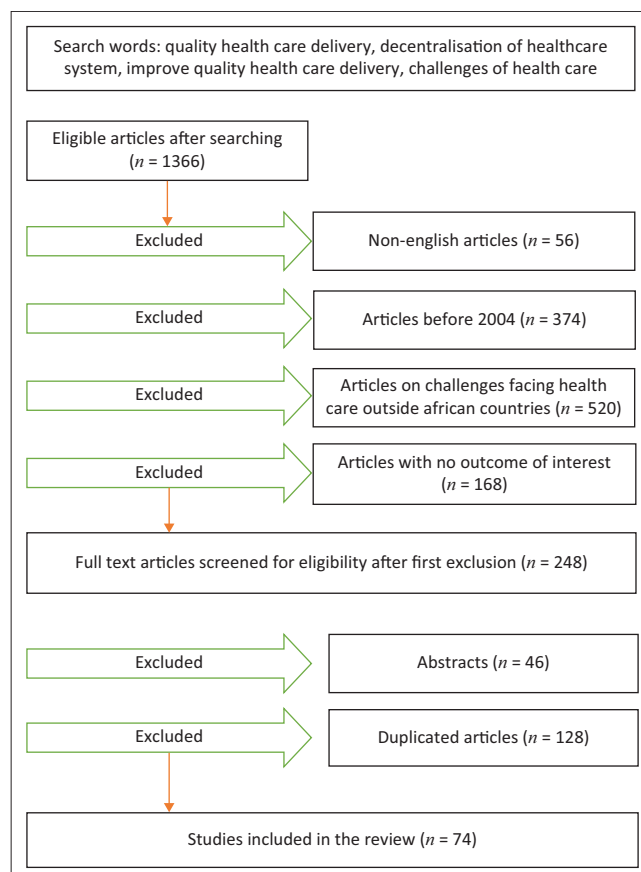 Search words: quality health care delivery, decentralisation of healthcare
system, improve quality health care delivery, challenges of health care
Eligible articles after searching
(n = 1366)
Excluded
Non-english articles (n = 56)
Excluded
Articles before 2004 (n = 374)
Excluded
Articles on challenges facing health
care outside african countries (n = 520)
Excluded
Articles with no outcome of interest
(n = 168)
Full text articles screened for eligibility after first exclusion (n = 248)
Excluded
Abstracts (n = 46)
Excluded
Duplicated articles (n = 128)
Studies included in the review (n = 74)